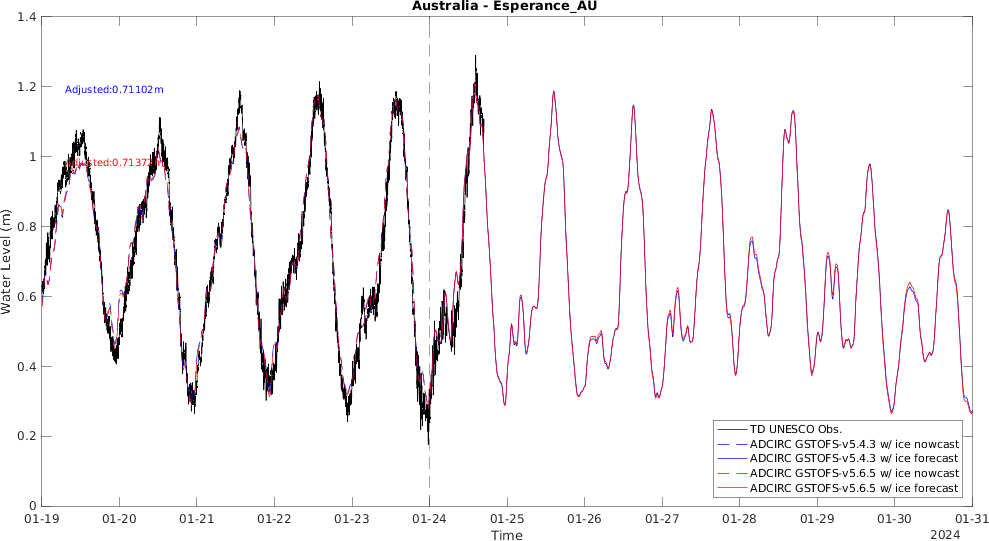 Australia - Esperance_AU
1.4
1.2
1
0.8
0.6
0.4
0.2
0
Water Level (m)
Adjusted:0.71102m
Adjusted:0.7137
TD UNESCO Obs.
ADCIRC GSTOFS-v5.4.3 w/ ice nowcast
ADCIRC GSTOFS-v5.4.3 w/ ice forecast
ADCIRC GSTOFS-v5.6.5 w/ ice nowcast
ADCIRC GSTOFS-v5.6.5 w/ ice forecast
01-19 01-20 01-21 01-22 01-23 01-24 01-25 01-26 01-27 01-28 01-29 01-30 01-31
Time
2024